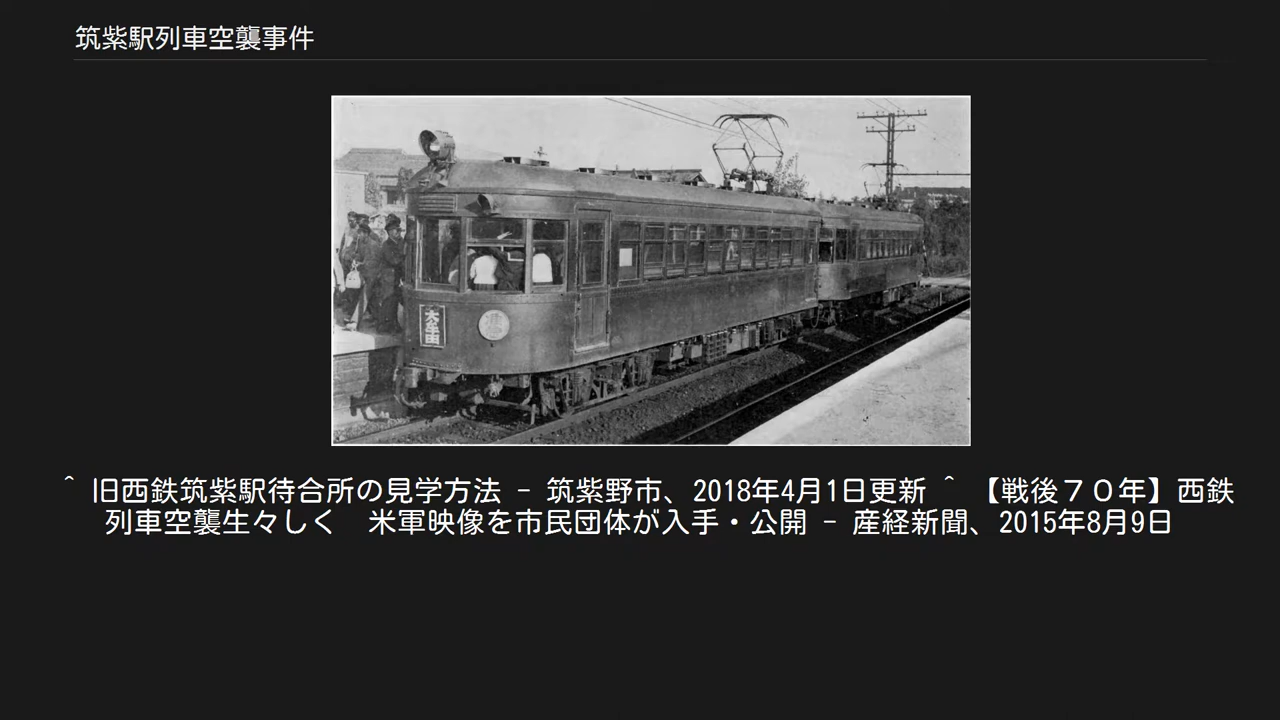 筑紫駅列車空襲事件
大牟田
^ 旧西鉄筑紫駅待合所の見学方法 - 筑紫野市、2018年4月1日更新 ^ 【戦後７０年】西鉄
列車空襲生々しく　米軍映像を市民団体が入手・公開 - 産経新聞、2015年8月9日